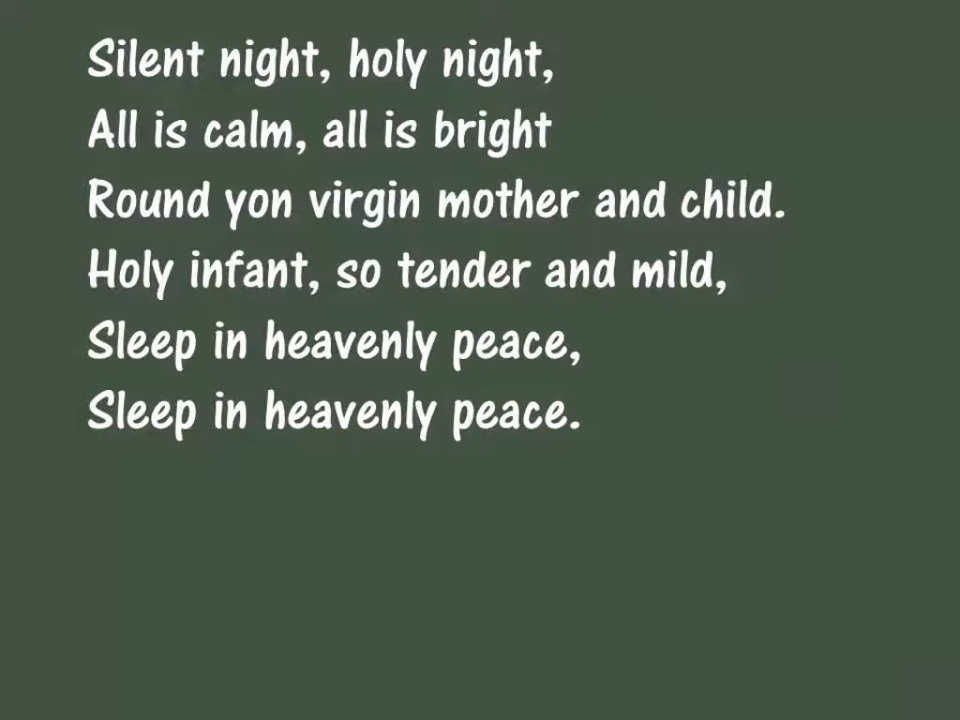 Silent night, holy night,
All is calm, all is bright
Round yon virgin mother and child.
Holy infant, so tender and mild,
Sleep in heavenly peace,
Sleep in heavenly peace.